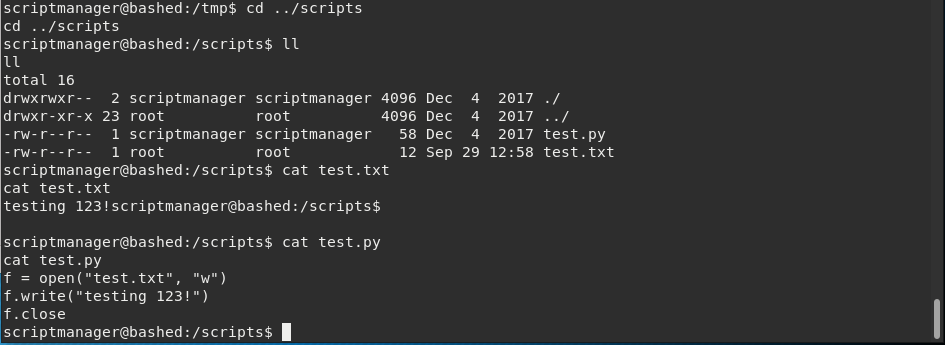 scriptmanager@bashed:/tmp$ cd ../scripts
cd ../scripts
scriptmanager@bashed:/scripts$ ll
ll
total 16
drwxrwxr--  2 scriptmanager scriptmanager 4096 Dec  4  2017 ./
drwxr-xr-x 23 root          root          4096 Dec  4  2017 ../
-rw-r--r--  1 scriptmanager scriptmanager   58 Dec  4  2017 test.py
-rw-r--r--  1 root          root            12 Sep 29 12:58 test.txt
scriptmanager@bashed:/scripts$ cat test.txt
cat test.txt
testing 123!scriptmanager@bashed:/scripts$
scriptmanager@bashed:/scripts$ cat test.py
cat test.py
f = open("test.txt", "w")
f.write("testing 123!")
f.close
scriptmanager@bashed:/scripts$